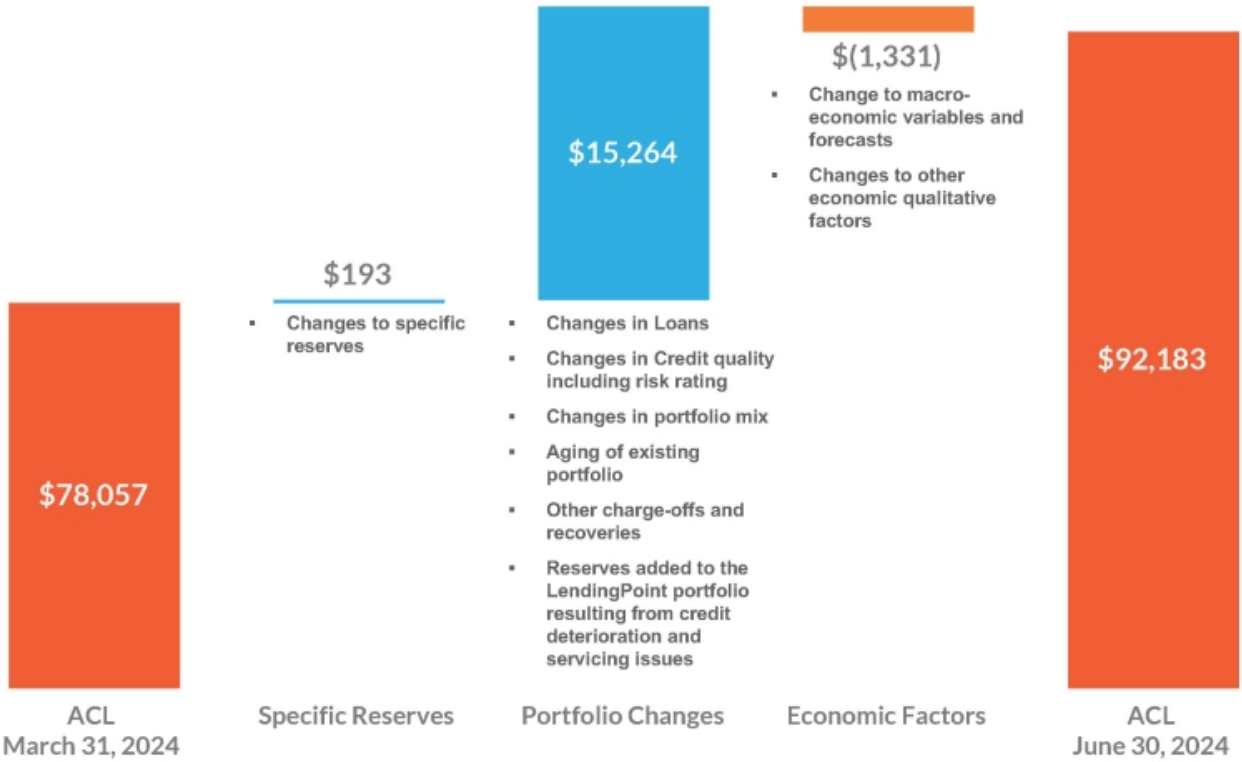 $78,057
ACL
March 31, 2024
$193
▪ Changes to specific
reserves
Specific Reserves
$15,264
▪ Changes in Loans
▪ Changes in Credit quality
including risk rating
▪ Changes in portfolio mix
▪ Aging of existing
portfolio
▪ Other charge-offs and
recoveries
▪ Reserves added to the
LendingPoint portfolio
resulting from credit
deterioration and
servicing issues
Portfolio Changes
$(1,331)
▪ Change to macro-
economic variables and
forecasts
▪ Changes to other
economic qualitative
factors
Economic Factors
$92,183
ACL
June 30, 2024